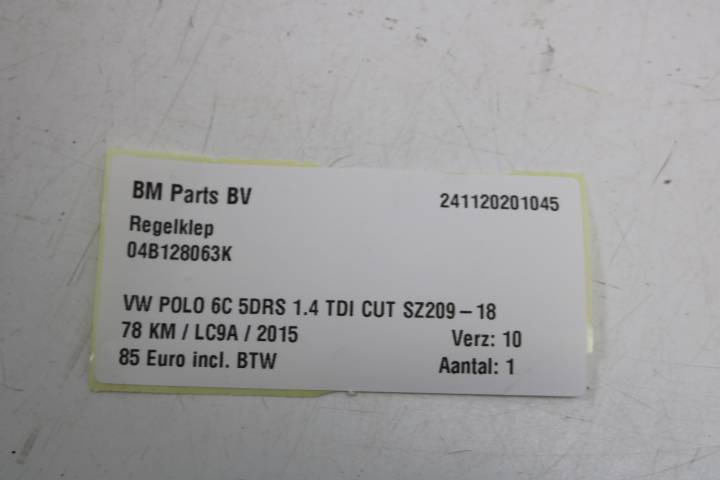 BM Parts BV 241120201045
Regelklep
04B128063K
VW POLO 6C 5DRS 1.4 TDI CUT SZ209-18
78 KM / LC9A / 2015 Verz: 10
85 Euro incl. BTW Aantal: 1